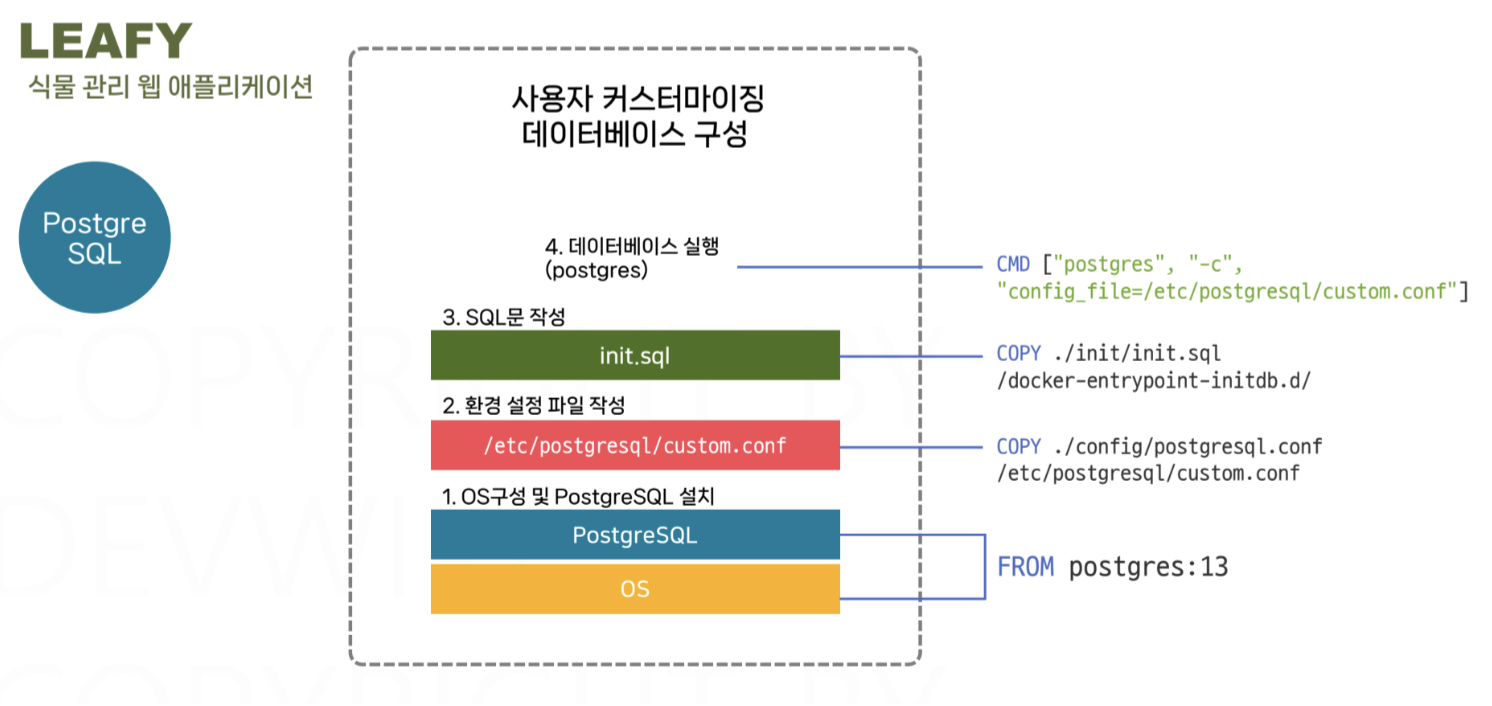 LEAFY
식물 관리 웹 애플리케이션
Postgre
SQL
사용자 커스터마이징
데이터베이스 구성
4. 데이터베이스 실행
(postgres)
CMD ["postgres", "-c",
"config_file=/etc/postgresql/custom.conf"]
3. SQL문 작성
init.sql
COPY ./init/init.sql
/docker-entrypoint-initdb.d/
2. 환경 설정 파일 작성
/etc/postgresql/custom.conf
COPY ./config/postgresql.conf
/etc/postgresql/custom.conf
1. OS구성 및 PostgreSQL 설치
PostgreSQL
OS
FROM postgres:13
COPYRIGHT BY
DEVWI
COPYRIGHT BY